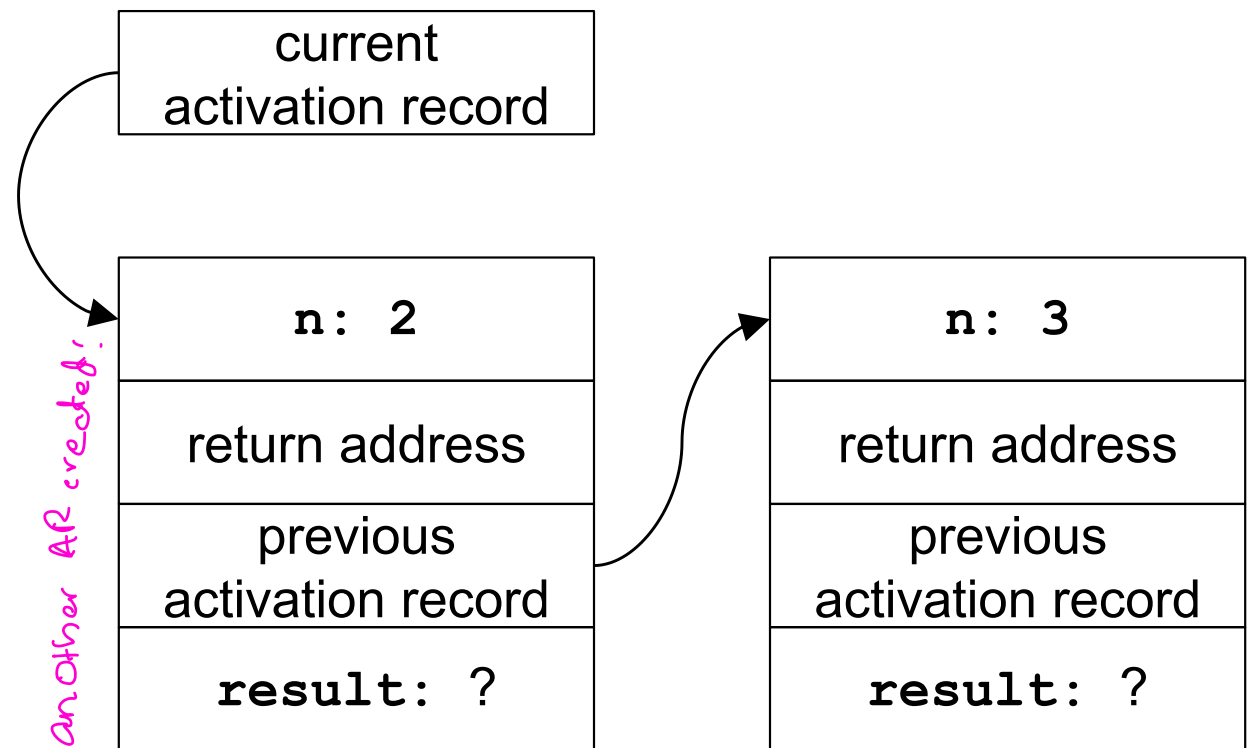 current
activation record
n: 2
return address
previous
activation record
result: ?
n: 3
return address
previous
activation record
result: ?
another AR created!